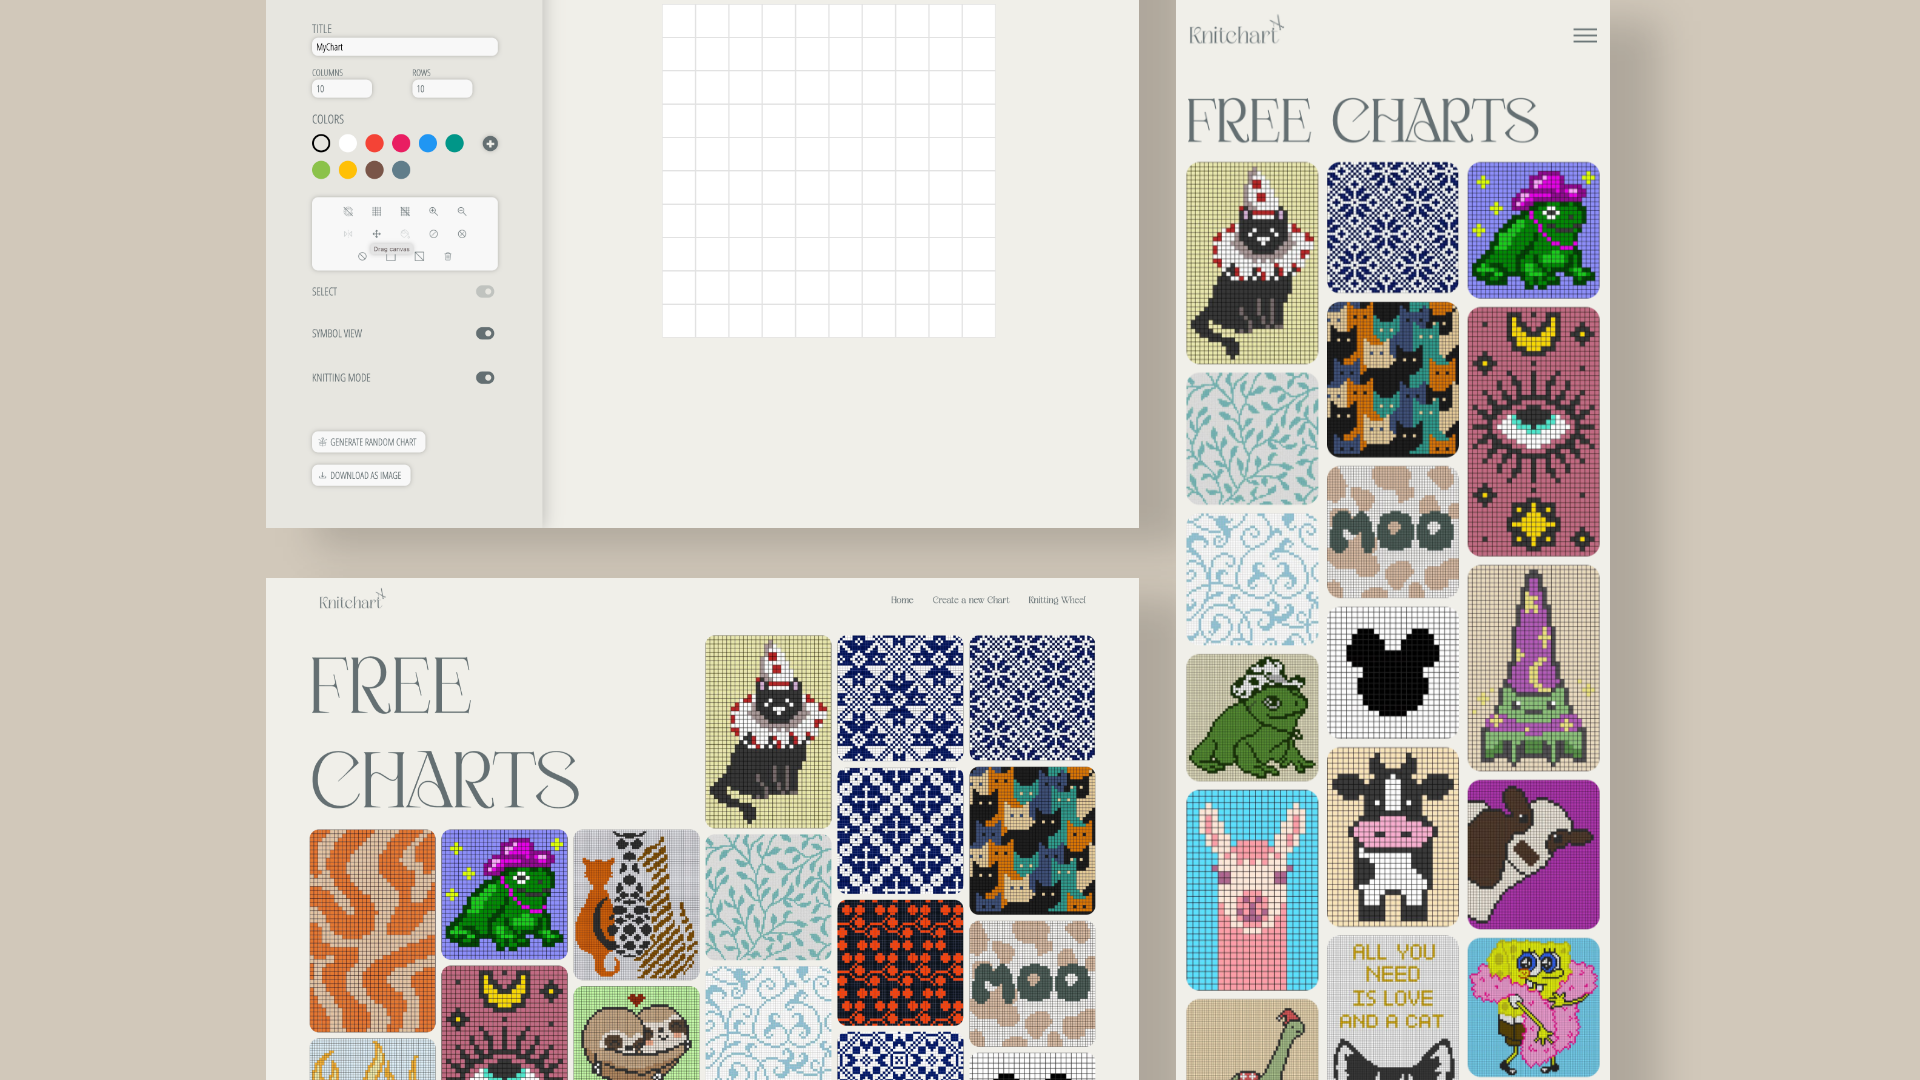 TITLE
MyChart
COLUMNS
ROWS
10
10
COLORS
Drag canvas
SELECT
SYMBOL VIEW
KNITTING MODE
GENERATE RANDOM CHART
DOWNLOAD AS IMAGE
Knitchart
Home
Create a new Chart
Knitting Wheel
FREE
CHARTS
MOO
Knitchart
FREE CHARTS
MOO
ALL YOU
NEED
IS LOVE
AND A CAT